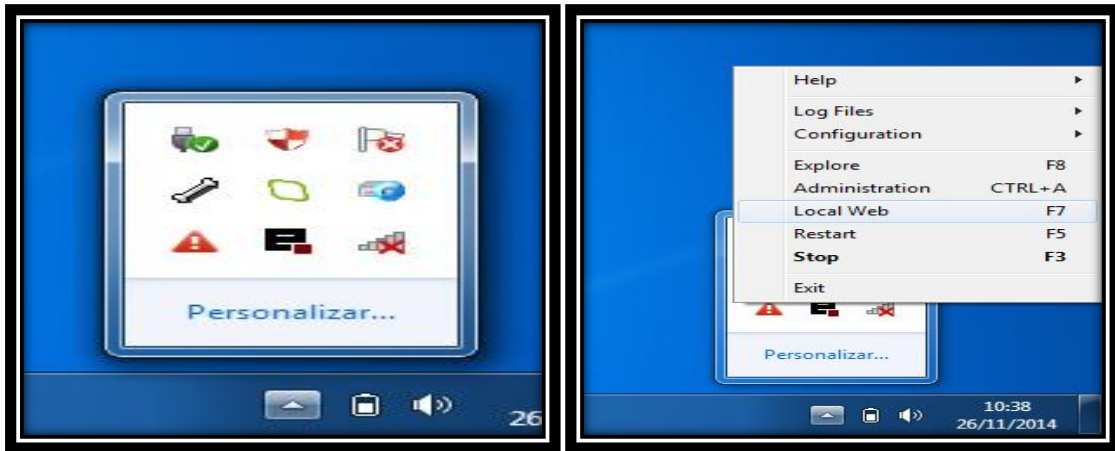 Personalizar...
26
Help
Log Files
Configuration
Explore F8
Administration CTRL+A
Local Web F7
Restart F5
Stop F3
Exit
Personalizar...
10:38
26/11/2014